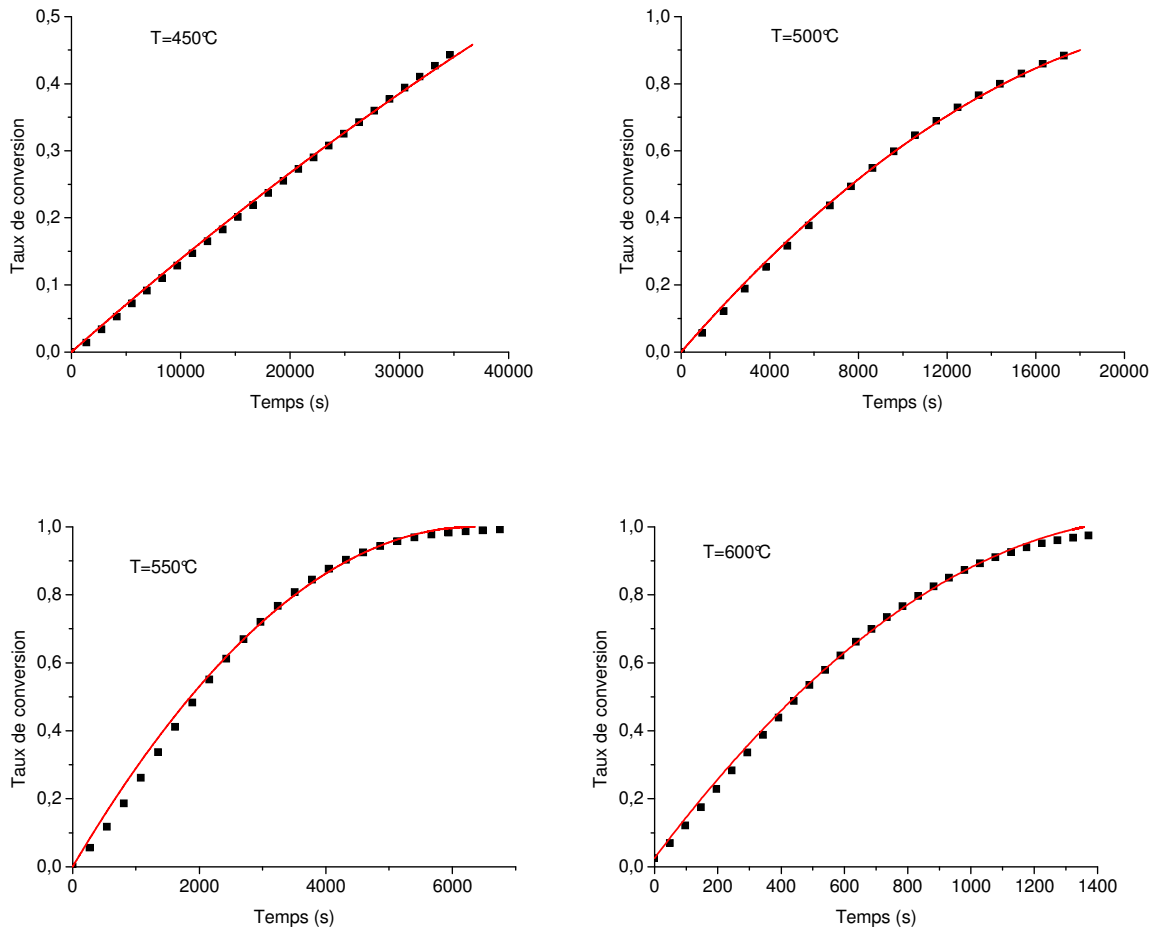 T=450°C
Taux de conversion
0,5
0,4
0,3
0,2
0,1
0,0
0 10000 20000 30000 40000
Temps (s)
T=500°C
Taux de conversion
1,0
0,8
0,6
0,4
0,2
0,0
0 4000 8000 12000 16000 20000
Temps (s)
T=550°C
Taux de conversion
1,0
0,8
0,6
0,4
0,2
0,0
0 2000 4000 6000
Temps (s)
T=600°C
Taux de conversion
1,0
0,8
0,6
0,4
0,2
0,0
0 200 400 600 800 1000 1200 1400
Temps (s)